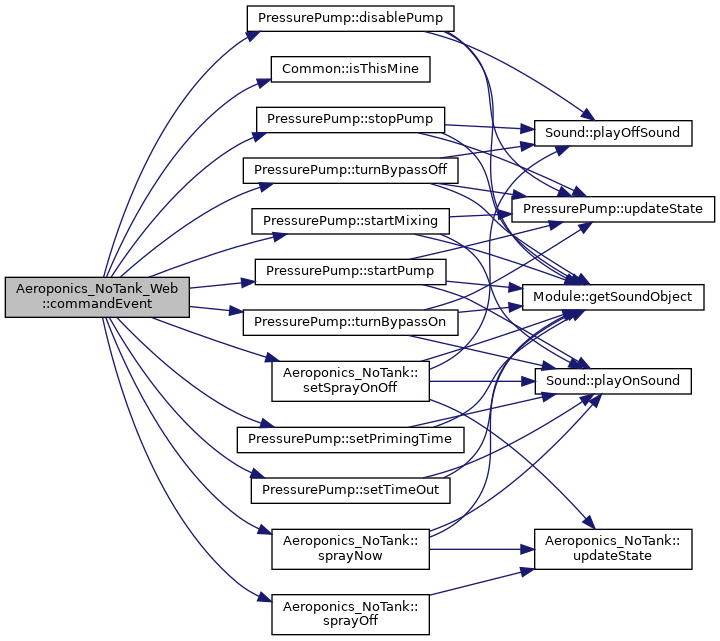 PressurePump::disablePump
Common::isThisMine
PressurePump::stopPump
Sound::playOffSound
PressurePump::turnBypassOff
PressurePump::updateState
PressurePump::startMixing
PressurePump::startPump
Aeroponics_NoTank_Web
::commandEvent
Module::getSoundObject
PressurePump::turnBypassOn
Aeroponics_NoTank::
setSprayOnOff
Sound::playOnSound
PressurePump::setPrimingTime
PressurePump::setTimeOut
Aeroponics_NoTank::
sprayNow
Aeroponics_NoTank::
updateState
Aeroponics_NoTank::
sprayOff